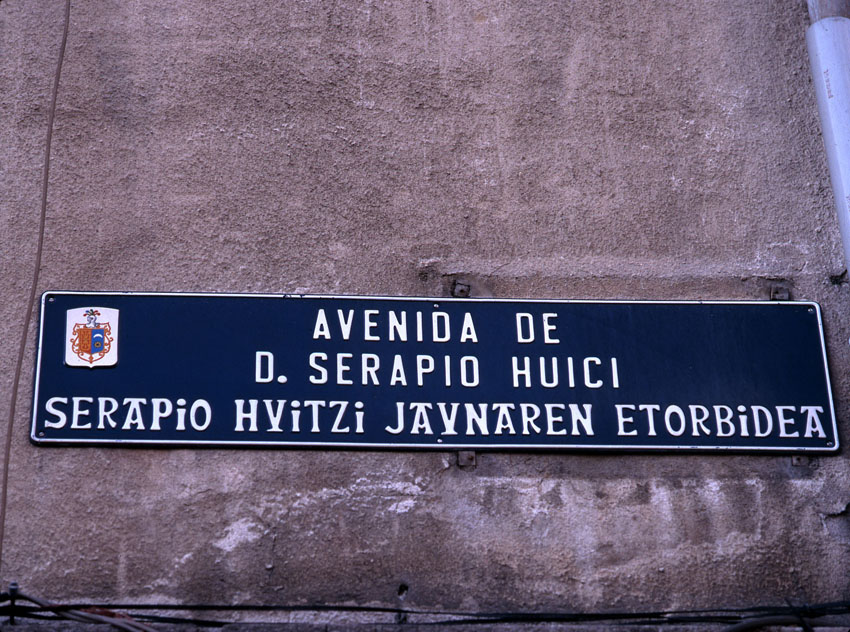 AVENIDA DE
D. SERAPIO HUICI
SERAPiO HViTZi JAVNAREN ETORBiDEA